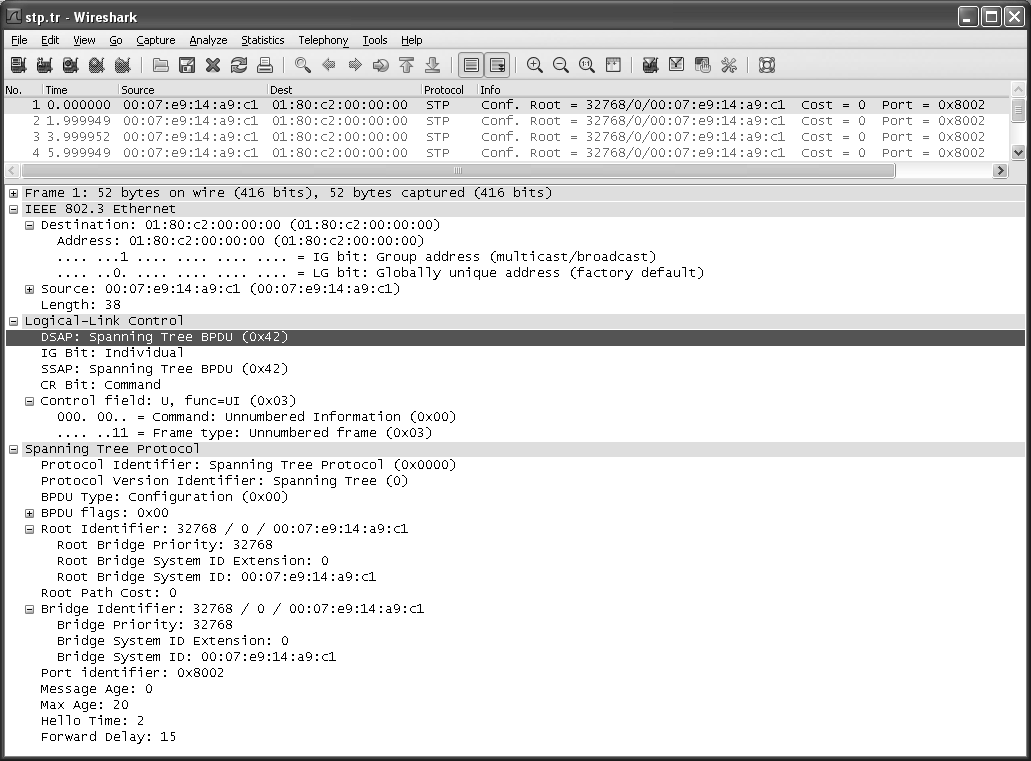 stp.tr - Wireshark
File Edit View Go Capture Analyze Statistics Telephony Tools Help
No. Time Source Dest Protocol Info
1 0.000000 00:07:e9:14:a9:c1 01:80:c2:00:00:00 STP Conf. Root = 32768/0/00:07:e9:14:a9:c1 Cost = 0 Port = 0x8002
2 1.999949 00:07:e9:14:a9:c1 01:80:c2:00:00:00 STP Conf. Root = 32768/0/00:07:e9:14:a9:c1 Cost = 0 Port = 0x8002
3 3.999952 00:07:e9:14:a9:c1 01:80:c2:00:00:00 STP Conf. Root = 32768/0/00:07:e9:14:a9:c1 Cost = 0 Port = 0x8002
4 5.999949 00:07:e9:14:a9:c1 01:80:c2:00:00:00 STP Conf. Root = 32768/0/00:07:e9:14:a9:c1 Cost = 0 Port = 0x8002
Frame 1: 52 bytes on wire (416 bits), 52 bytes captured (416 bits)
IEEE 802.3 Ethernet
Destination: 01:80:c2:00:00:00 (01:80:c2:00:00:00)
Address: 01:80:c2:00:00:00 (01:80:c2:00:00:00)
.... ...1 .... .... .... .... = IG bit: Group address (multicast/broadcast)
.... ..0. .... .... .... .... = LG bit: Globally unique address (factory default)
Source: 00:07:e9:14:a9:c1 (00:07:e9:14:a9:c1)
Length: 38
Logical-Link Control
DSAP: Spanning Tree BPDU (0x42)
IG Bit: Individual
SSAP: Spanning Tree BPDU (0x42)
CR Bit: Command
Control field: U, func=UI (0x03)
000. 00.. = Command: Unnumbered Information (0x00)
.... ..11 = Frame type: Unnumbered frame (0x03)
Spanning Tree Protocol
Protocol Identifier: Spanning Tree Protocol (0x0000)
Protocol Version Identifier: Spanning Tree (0)
BPDU Type: Configuration (0x00)
BPDU flags: 0x00
Root Identifier: 32768 / 0 / 00:07:e9:14:a9:c1
Root Bridge Priority: 32768
Root Bridge System ID Extension: 0
Root Bridge System ID: 00:07:e9:14:a9:c1
Root Path Cost: 0
Bridge Identifier: 32768 / 0 / 00:07:e9:14:a9:c1
Bridge Priority: 32768
Bridge System ID Extension: 0
Bridge System ID: 00:07:e9:14:a9:c1
Port identifier: 0x8002
Message Age: 0
Max Age: 20
Hello Time: 2
Forward Delay: 15